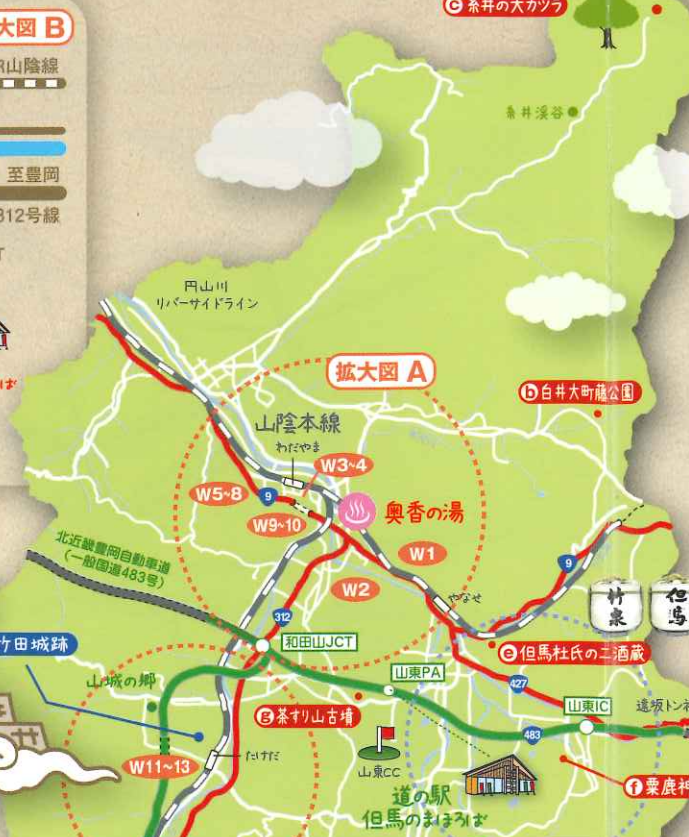 C 糸井の大カツラ
大図 B
R山陰線
糸井渓谷
至豊岡
312号線
円山川
リバーサイドライン
拡大図 A
b 白井大町藤公園
山陰本線
わだやま
W3~4
W5~8
9
W9~10
奥香の湯
北近畿豊岡自動車道
(一般国道483号)
W1
9
W2
やなせ
竹泉
但馬
312
竹田城跡
和田山JCT
e 但馬杜氏の二酒蔵
山東PA
山城の郷
427
g 茶すり山古墳
山東IC
遠坂トン
483
たけだ
W11~13
山東CC
道の駅
但馬のまほろば
f 粟鹿神